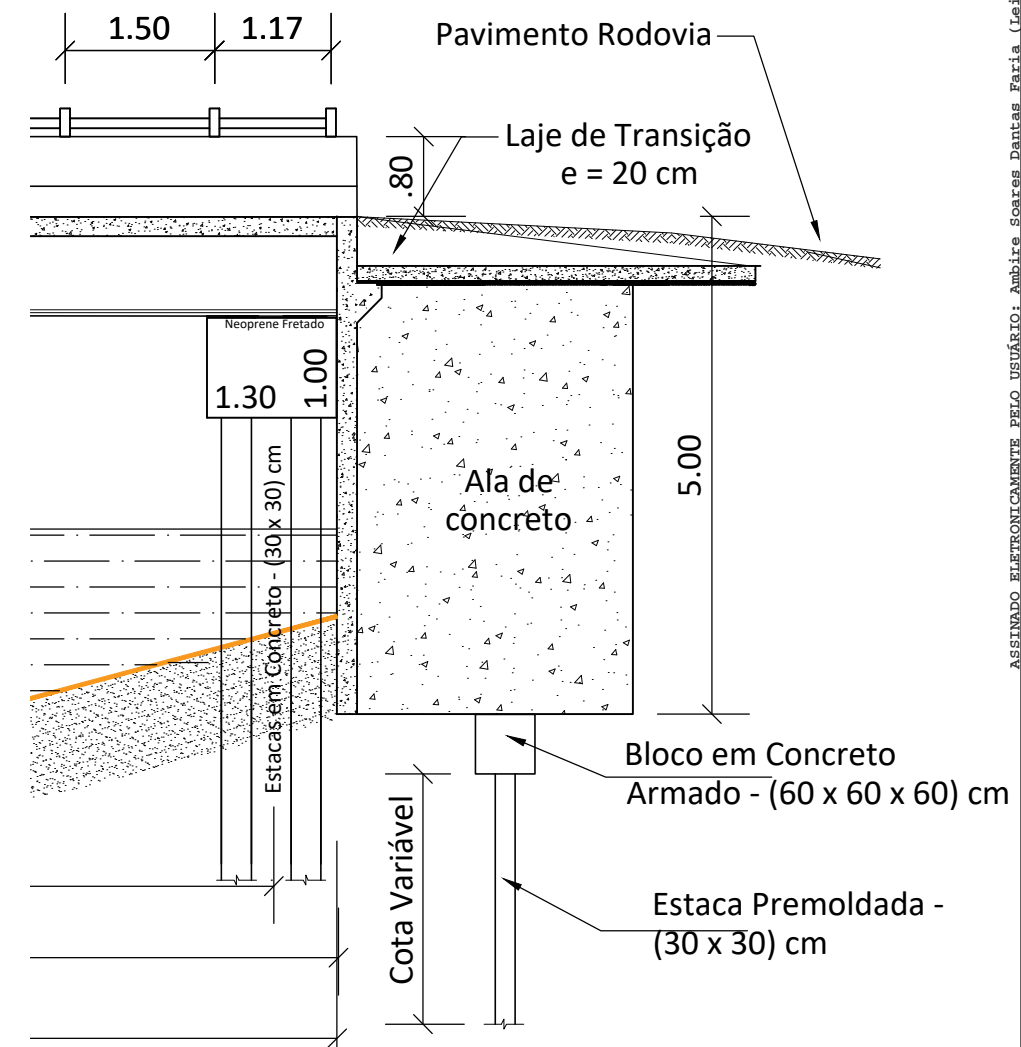 1.50
1.17
Pavimento Rodovia
Laje de Transição
e = 20 cm
.80
Neoprene Fretado
1.30
1.00
5.00
Ala de
concreto
Estacas em Concreto - (30 x 30) cm
Bloco em Concreto
Armado - (60 x 60 x 60) cm
Cota Variável
Estaca Premoldada -
(30 x 30) cm
ASSINADO ELETRONICAMENTE PELO USUÁRIO: Ambire Soares Dantas Faria (Lei